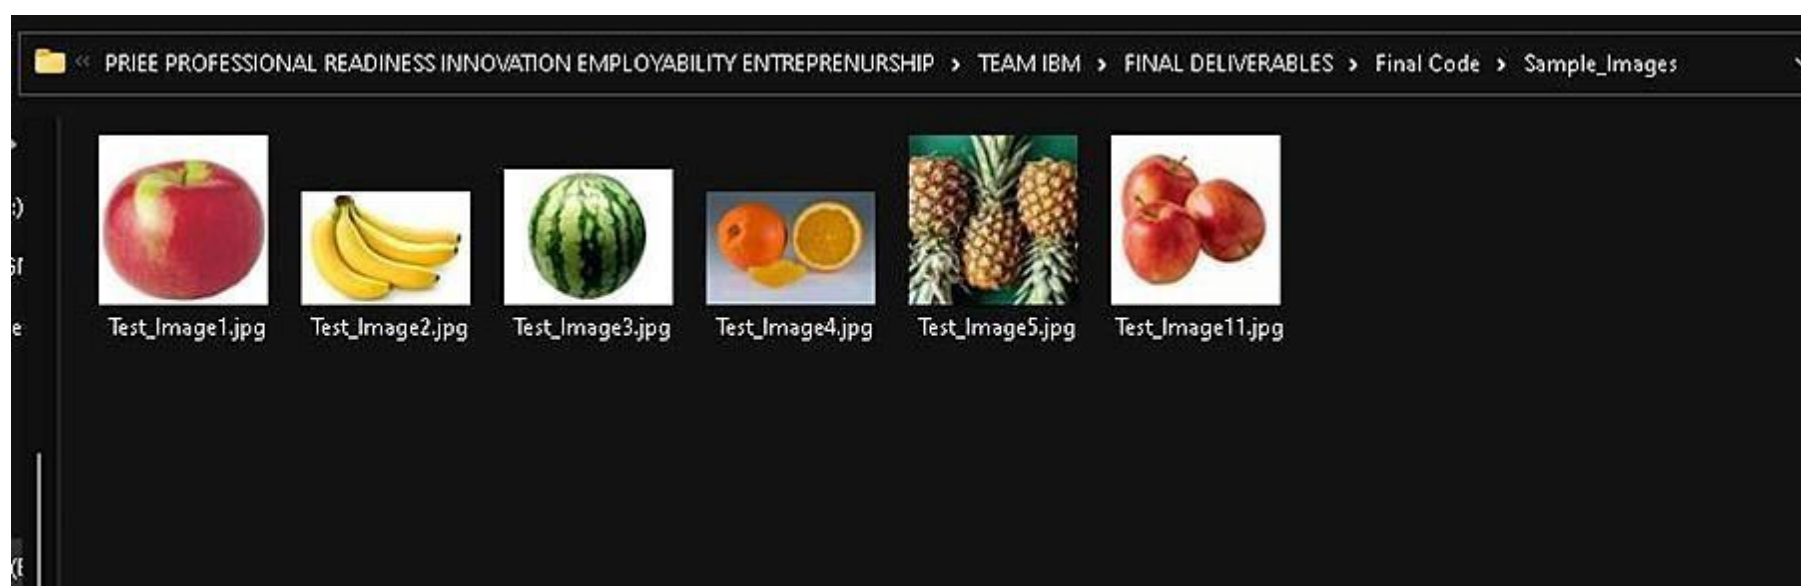 « PRIEE PROFESSIONAL READINESS INNOVATION EMPLOYABILITY ENTREPRENURSHIP › TEAM IBM › FINAL DELIVERABLES › Final Code › Sample_Images
Test_Image1.jpg Test_Image2.jpg Test_Image3.jpg Test_Image4.jpg Test_Image5.jpg Test_Image11.jpg